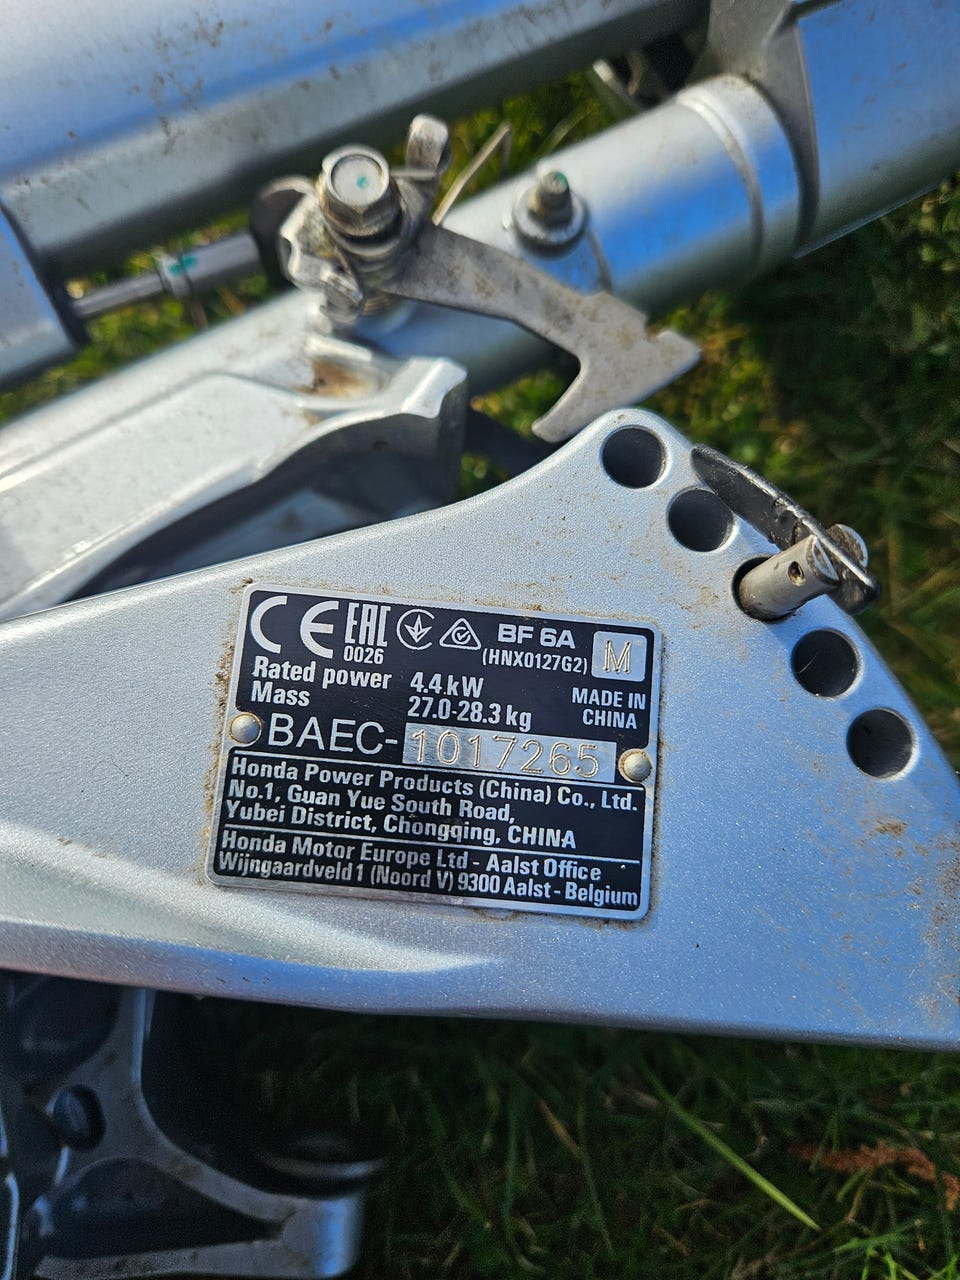 CE EAC BF 6A M
0026 (HNX0127G2)
Rated power 4.4 kW
Mass 27.0-28.3 kg
MADE IN
CHINA
BAEC-1017265
Honda Power Products (China) Co., Ltd.
No.1, Guan Yue South Road,
Yubei District, Chongqing, CHINA
Honda Motor Europe Ltd - Aalst Office
Wijngaardveld 1 (Noord V) 9300 Aalst - Belgium